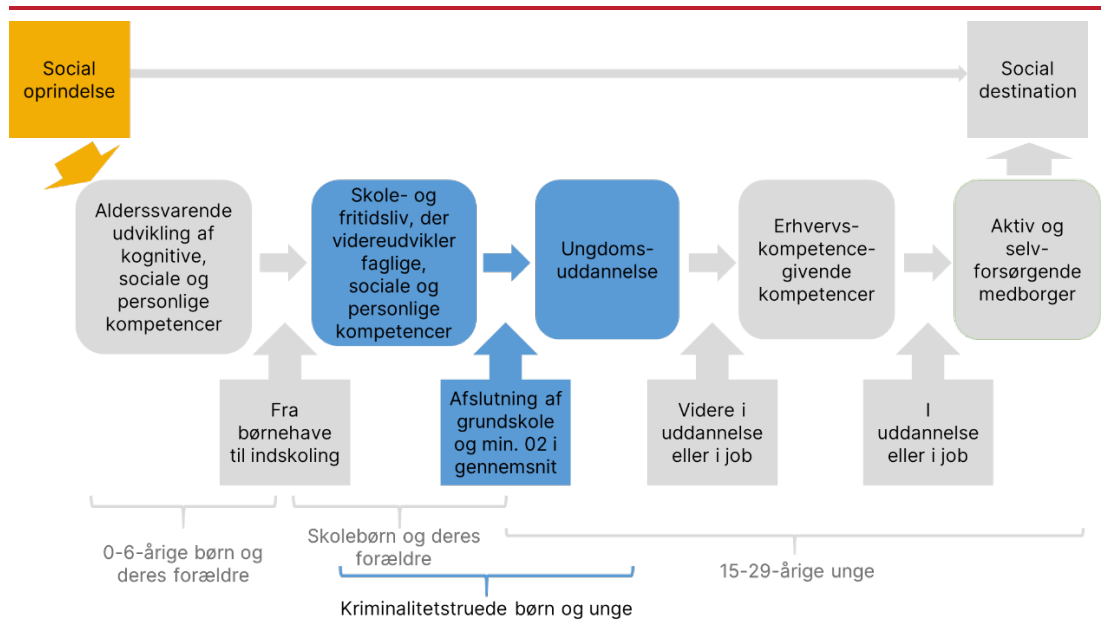 Social
oprindelse
Social
destination
Alderssvarende
udvikling af
kognitive,
sociale og
personlige
kompetencer
Skole- og
fritidsliv, der
videreudvikler
faglige,
sociale og
personlige
kompetencer
Ungdoms-
uddannelse
Erhvervs-
kompetence-
givende
kompetencer
Aktiv og
selv-
forsørgende
medborger
Fra
børnehave
til indskoling
Afslutning af
grundskole
og min. 02 i
gennemsnit
Videre i
uddannelse
eller i job
I
uddannelse
eller i job
0-6-årige børn og
deres forældre
Skolebørn og deres
forældre
15-29-årige unge
Kriminalitetstruede børn og unge